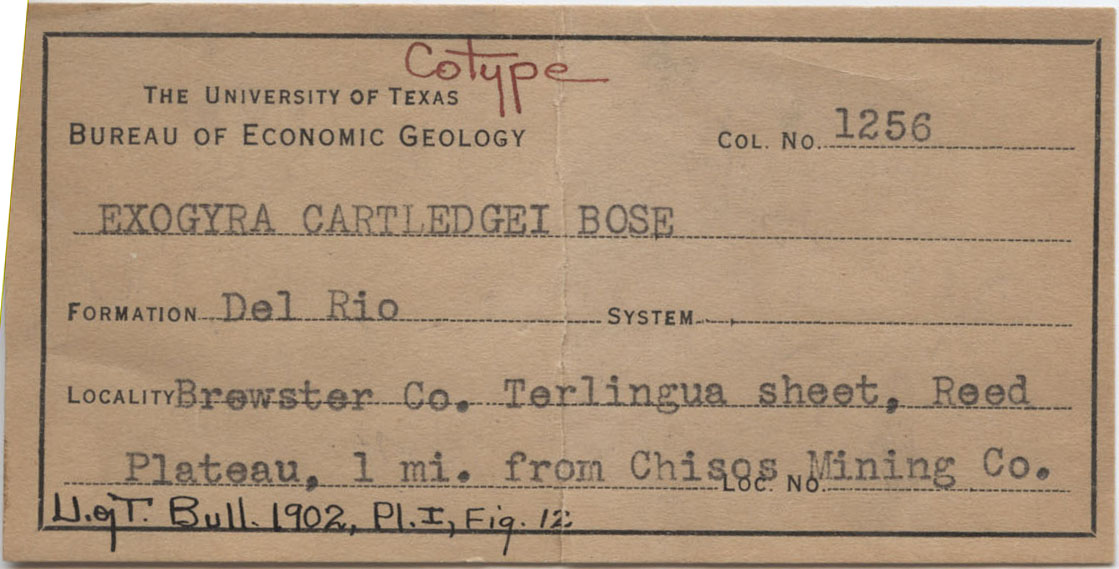 Cotype
THE UNIVERSITY OF TEXAS
BUREAU OF ECONOMIC GEOLOGY
COL. NO. 1256
EXOGYRA CARTLEDGEI BOSE
FORMATION Del Rio SYSTEM
LOCALITY Brewster Co. Terlingua sheet, Reed
Plateau, 1 mi. from Chisos Mining Co.
LOC. NO.
U. of T. Bull. 1902, Pl. I, Fig. 12